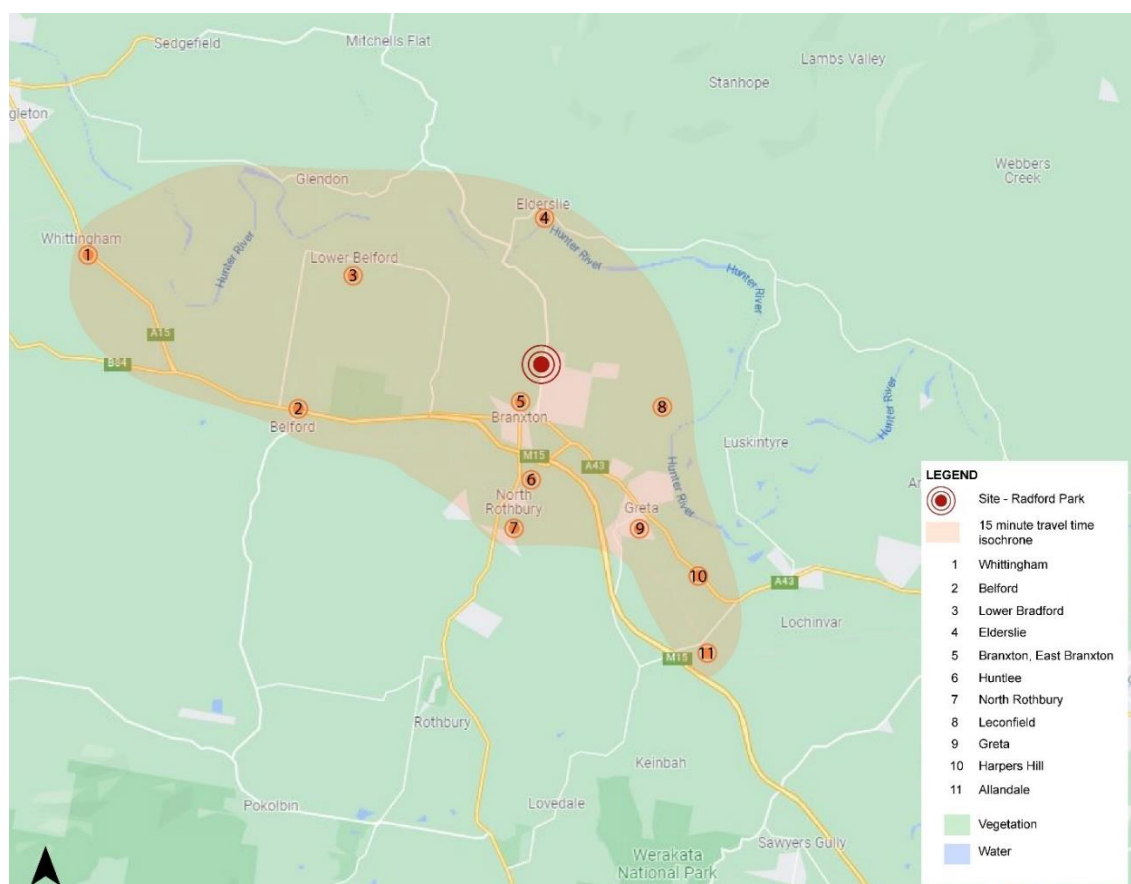 Sedgefield
Mitchells Flat
Lambs Valley
Stanhope
gleton
Webbers
Creek
Glendon
Elderslie
4
Whittingham
1
Hunter River
Hunter River
Lower Belford
3
Hunter River
A15
B84
5
Branxton
8
2
Belford
Hunter River
Luskintyre
M15
A43
Hunter River
6
North
Rothbury
7
Greta
9
10
A43
Lochinvar
11
M15
Rothbury
Keinbah
Pokolbin
Lovedale
Sawyers Gully
Werakata
National Park
LEGEND
Site - Radford Park
15 minute travel time
isochrone
1 Whittingham
2 Belford
3 Lower Bradford
4 Elderslie
5 Branxton, East Branxton
6 Huntlee
7 North Rothbury
8 Leconfield
9 Greta
10 Harpers Hill
11 Allandale
Vegetation
Water